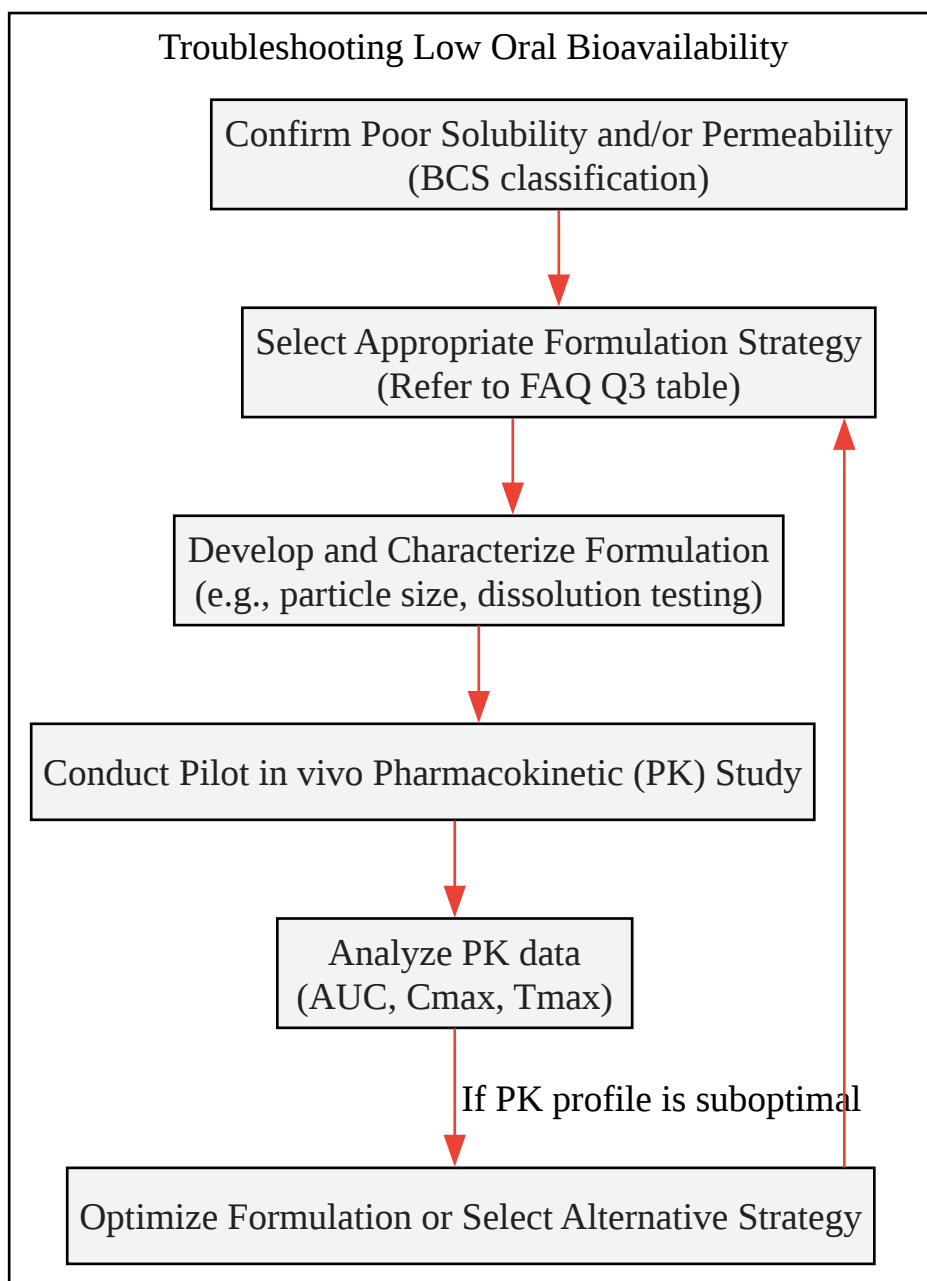 Troubleshooting Low Oral Bioavailability
Confirm Poor Solubility and/or Permeability
(BCS classification)
Select Appropriate Formulation Strategy
(Refer to FAQ Q3 table)
Develop and Characterize Formulation
(e.g., particle size, dissolution testing)
Conduct Pilot in vivo Pharmacokinetic (PK) Study
Analyze PK data
(AUC, Cmax, Tmax)
If PK profile is suboptimal
Optimize Formulation or Select Alternative Strategy